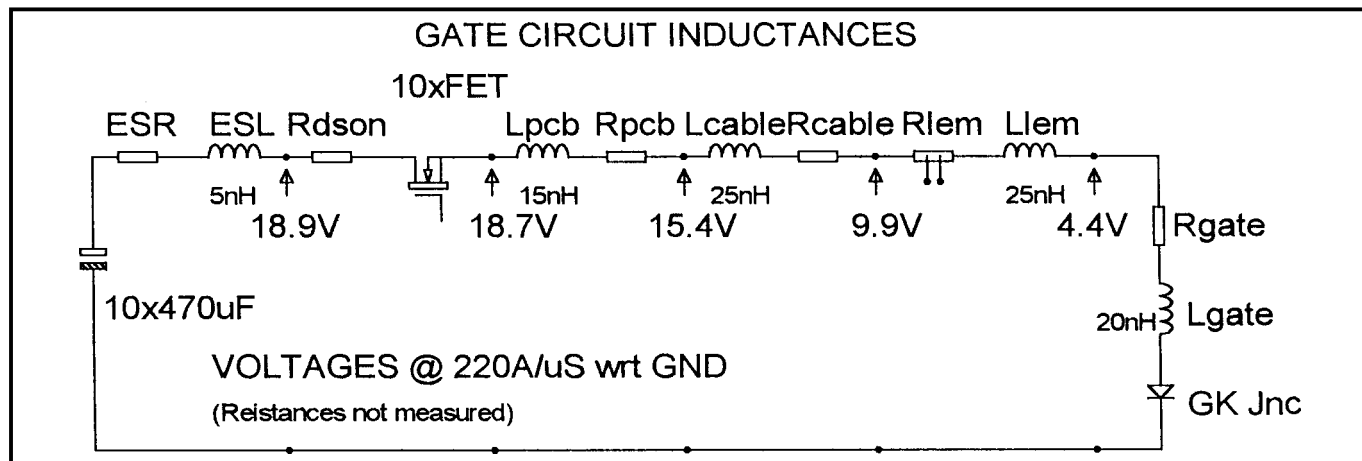 GATE CIRCUIT INDUCTANCES
10xFET
ESR ESL Rdson Lpcb Rpcb Lcable Rcable Rlem Llem
5nH 15nH 25nH 25nH
18.9V 18.7V 15.4V 9.9V 4.4V
Rgate
10x470uF
20nH Lgate
VOLTAGES @ 220A/uS wrt GND
(Reistances not measured)
GK Jnc